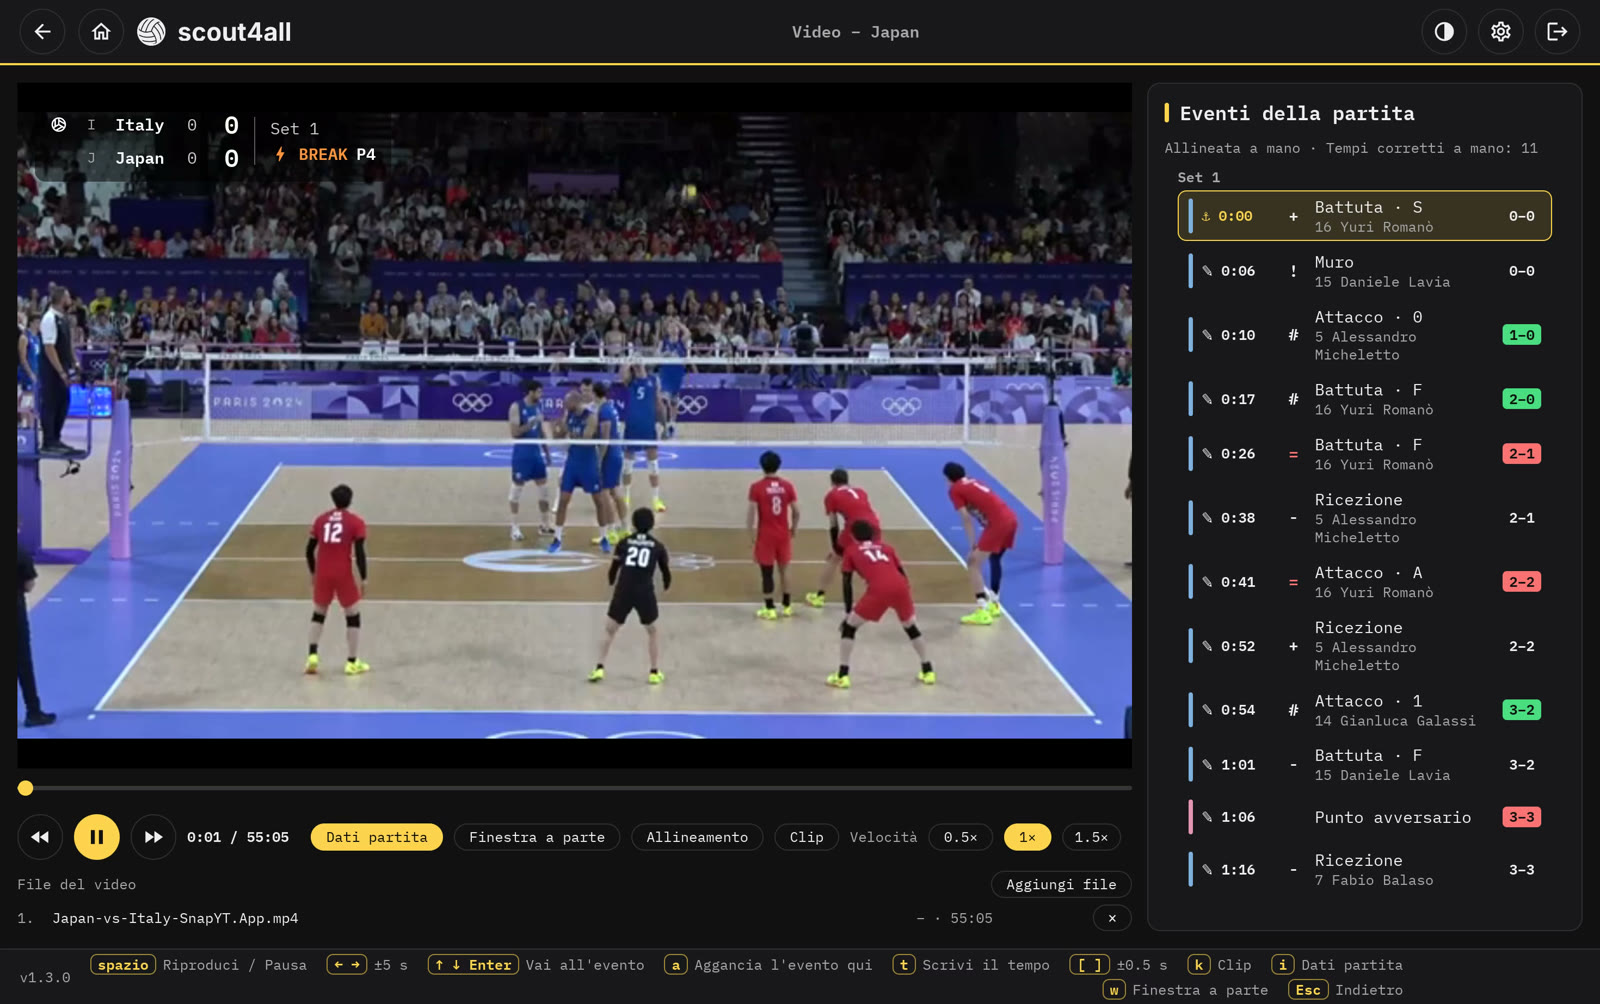 scout4all
Video – Japan
I Italy 0 0
J Japan 0 0
Set 1
BREAK P4
PARIS 2024
PARIS 2024
PARIS 2024
5
8
12
20
14
0:01 / 55:05
Dati partita
Finestra a parte
Allineamento
Clip
Velocità
0.5×
1×
1.5×
File del video
Aggiungi file
1. Japan-vs-Italy-SnapYT.App.mp4
– · 55:05
×
Eventi della partita
Allineata a mano · Tempi corretti a mano: 11
Set 1
0:00 + Battuta · S 0–0
16 Yuri Romanò
0:06 ! Muro 0–0
15 Daniele Lavia
0:10 # Attacco · 0 1–0
5 Alessandro
Micheletto
0:17 # Battuta · F 2–0
16 Yuri Romanò
0:26 = Battuta · F 2–1
16 Yuri Romanò
0:38 - Ricezione 2–1
5 Alessandro
Micheletto
0:41 = Attacco · A 2–2
16 Yuri Romanò
0:52 + Ricezione 2–2
5 Alessandro
Micheletto
0:54 # Attacco · 1 3–2
14 Gianluca Galassi
1:01 - Battuta · F 3–2
15 Daniele Lavia
1:06 Punto avversario 3–3
1:16 - Ricezione 3–3
7 Fabio Balaso
v1.3.0
spazio Riproduci / Pausa ← → ±5 s ↑ ↓ Enter Vai all'evento a Aggancia l'evento qui t Scrivi il tempo [ ] ±0.5 s k Clip i Dati partita
w Finestra a parte Esc Indietro